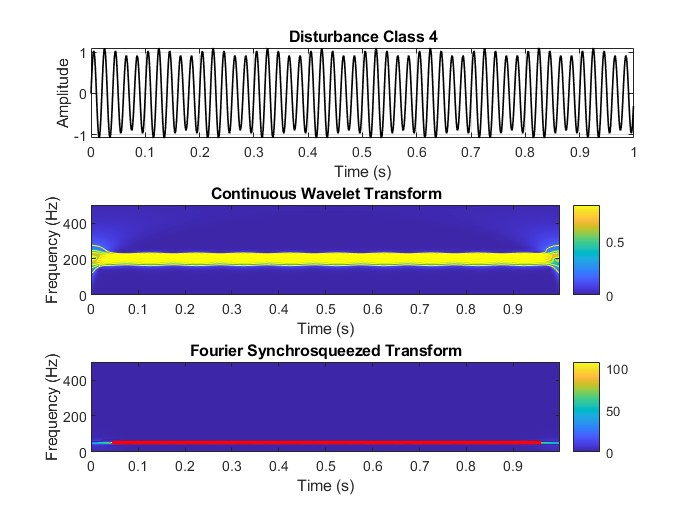 Disturbance Class 4
Amplitude
1
0
-1
0 0.1 0.2 0.3 0.4 0.5 0.6 0.7 0.8 0.9 1
Time (s)
Continuous Wavelet Transform
Frequency (Hz)
400
200
0
0.5
0
0 0.1 0.2 0.3 0.4 0.5 0.6 0.7 0.8 0.9
Time (s)
Fourier Synchrosqueezed Transform
Frequency (Hz)
400
200
0
100
50
0
0 0.1 0.2 0.3 0.4 0.5 0.6 0.7 0.8 0.9
Time (s)